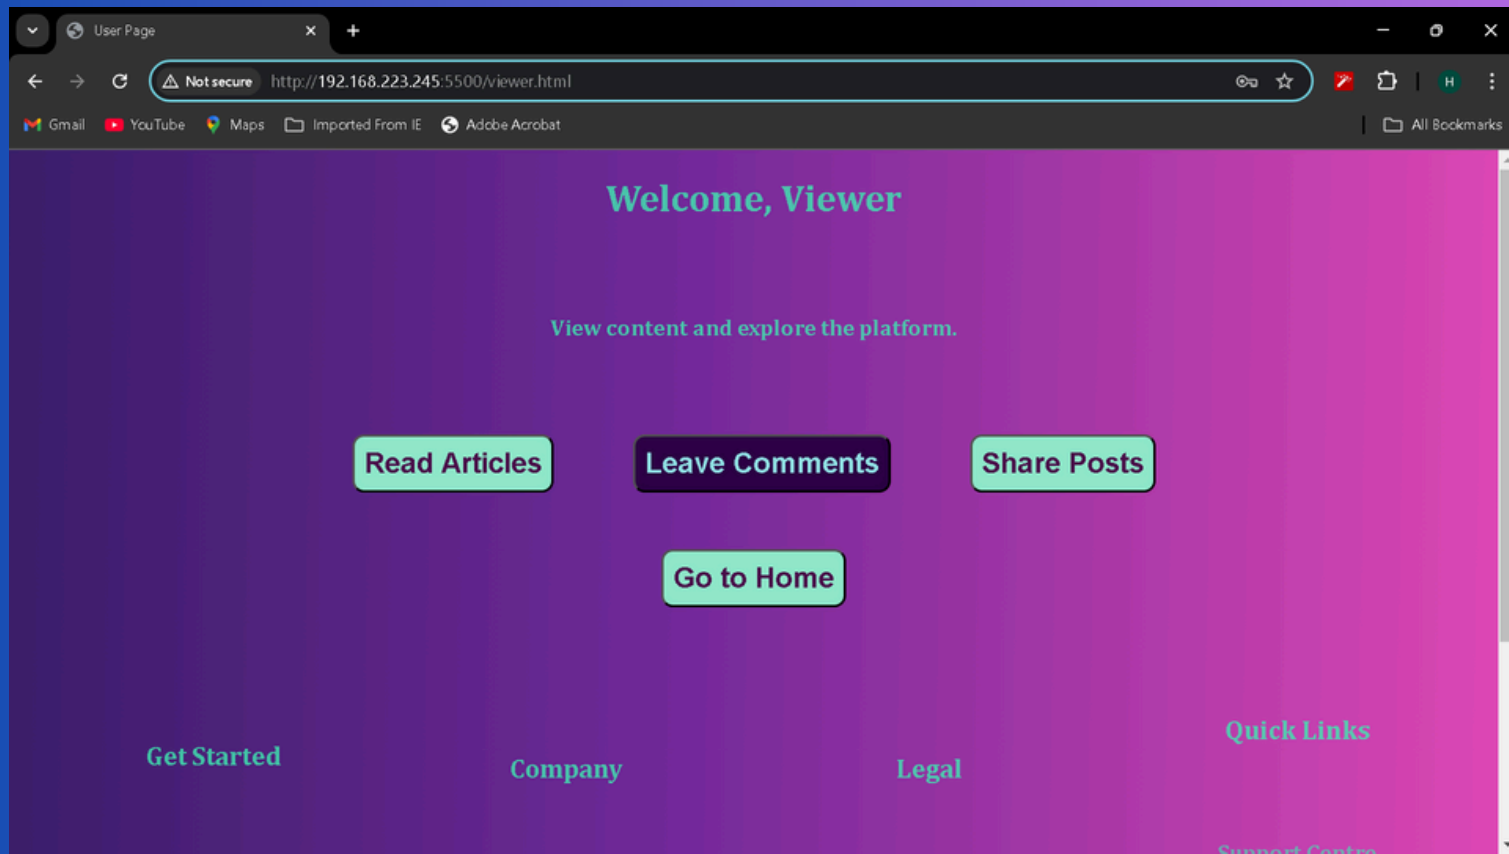 User Page
Not secure http://192.168.223.245:5500/viewer.html
H
Gmail YouTube Maps Imported From IE Adobe Acrobat All Bookmarks
Welcome, Viewer
View content and explore the platform.
Read Articles Leave Comments Share Posts
Go to Home
Quick Links
Get Started
Company Legal
Support Centre